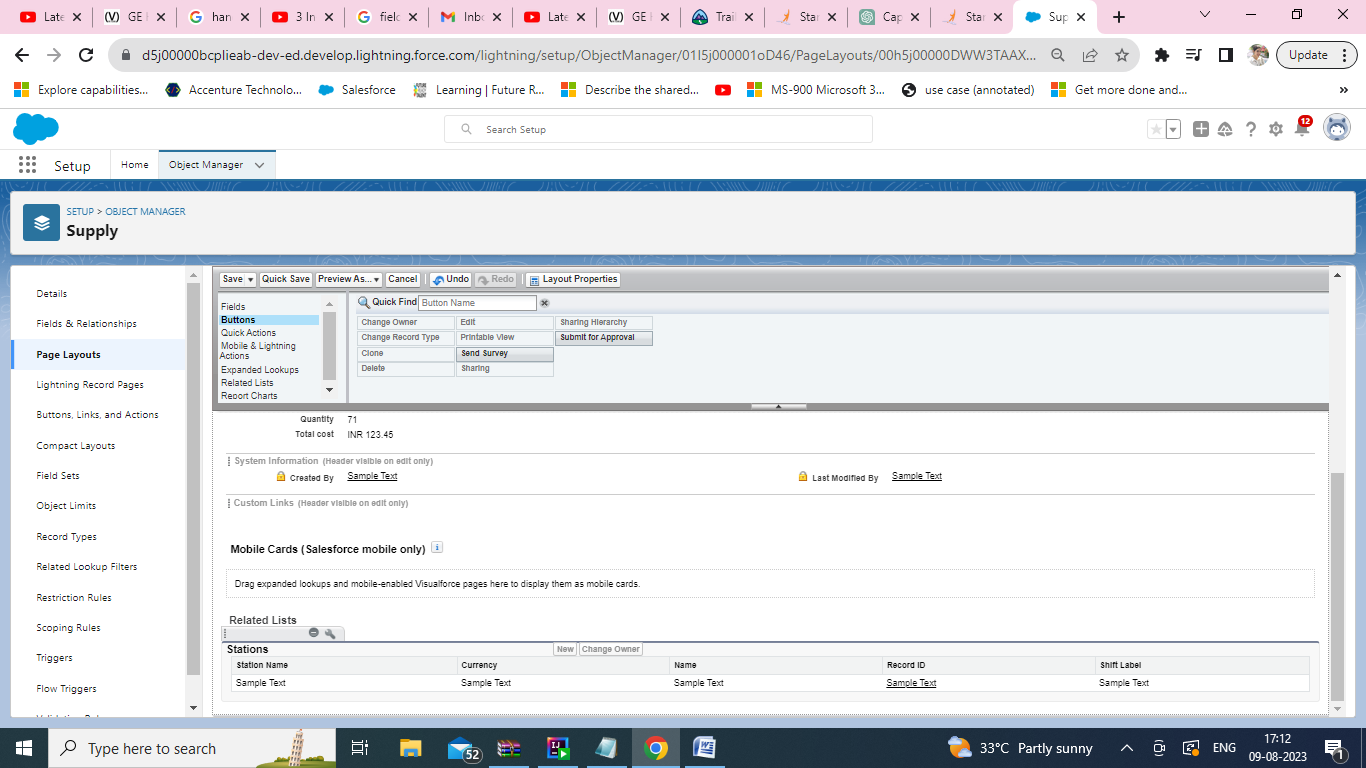 Late
GE I
han
3 In
field
Inbo
Late
GE I
Trai
Star
Cap
Star
Sup
d5j00000bcplieab-dev-ed.develop.lightning.force.com/lightning/setup/ObjectManager/01I5j000001oD46/PageLayouts/00h5j00000DWW3TAAX...
Update
Explore capabilities...
Accenture Technolo...
Salesforce
Learning | Future R...
Describe the shared...
MS-900 Microsoft 3...
use case (annotated)
Get more done and...
»
Search Setup
12
Setup
Home
Object Manager
SETUP > OBJECT MANAGER
Supply
Details
Fields & Relationships
Page Layouts
Lightning Record Pages
Buttons, Links, and Actions
Compact Layouts
Field Sets
Object Limits
Record Types
Related Lookup Filters
Restriction Rules
Scoping Rules
Triggers
Flow Triggers
Save
Quick Save
Preview As...
Cancel
Undo
Redo
Layout Properties
Fields
Buttons
Quick Actions
Mobile & Lightning
Actions
Expanded Lookups
Related Lists
Report Charts
Quick Find
Button Name
Change Owner
Edit
Sharing Hierarchy
Change Record Type
Printable View
Submit for Approval
Clone
Send Survey
Delete
Sharing
Quantity 71
Total cost INR 123.45
System Information (Header visible on edit only)
Created By Sample Text
Last Modified By Sample Text
Custom Links (Header visible on edit only)
Mobile Cards (Salesforce mobile only)
Drag expanded lookups and mobile-enabled Visualforce pages here to display them as mobile cards.
Related Lists
Stations
New
Change Owner
Station Name Currency Name Record ID Shift Label
Sample Text Sample Text Sample Text Sample Text Sample Text
Type here to search
52
33°C Partly sunny
ENG
17:12
09-08-2023
1